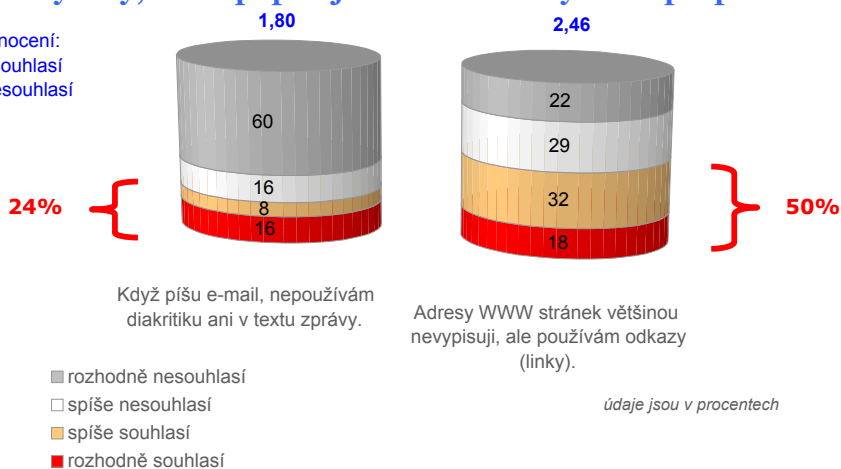 1,80
2,46
nocení:
ouhlasí
esouhlasí
60
16
8
16
22
29
32
18
24%
50%
Když píšu e-mail, nepoužívám
diakritiku ani v textu zprávy.
Adresy WWW stránek většinou
nevypisuji, ale používám odkazy
(linky).
rozhodně nesouhlasí
spíše nesouhlasí
spíše souhlasí
rozhodně souhlasí
údaje jsou v procentech